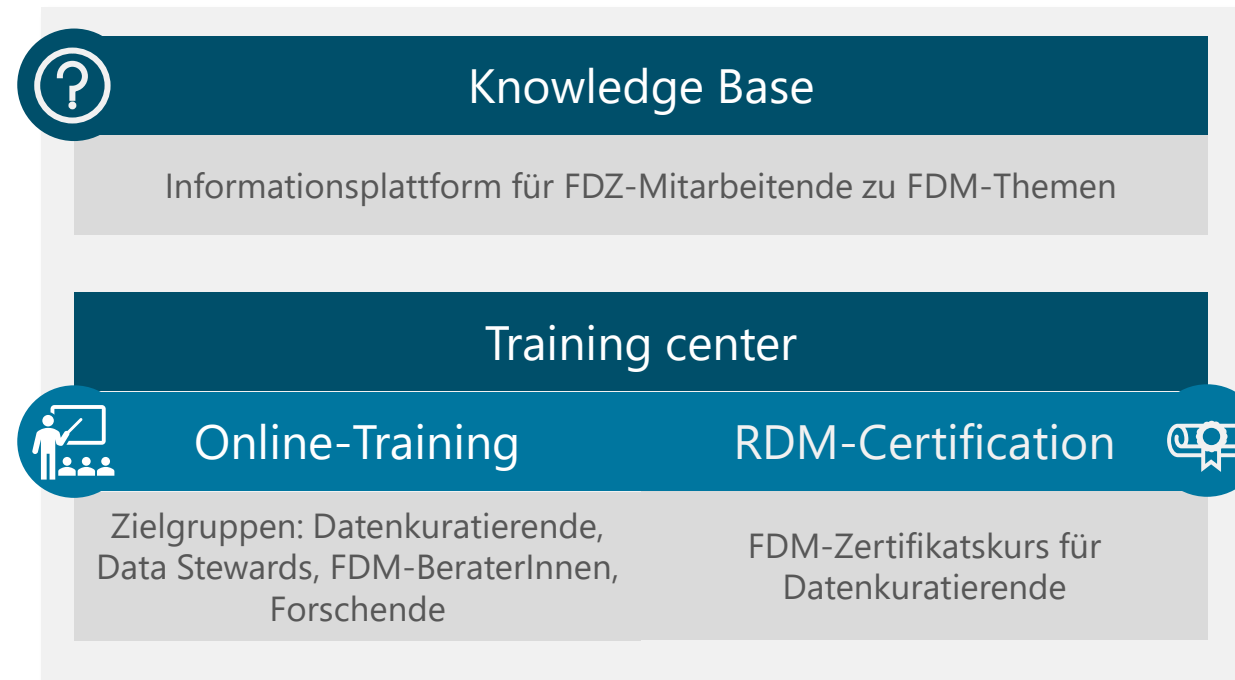 Knowledge Base
Informationsplattform für FDZ-Mitarbeitende zu FDM-Themen
Training center
Online-Training
Zielgruppen: Datenkuratierende,
Data Stewards, FDM-BeraterInnen,
Forschende
RDM-Certification
FDM-Zertifikatskurs für
Datenkuratierende